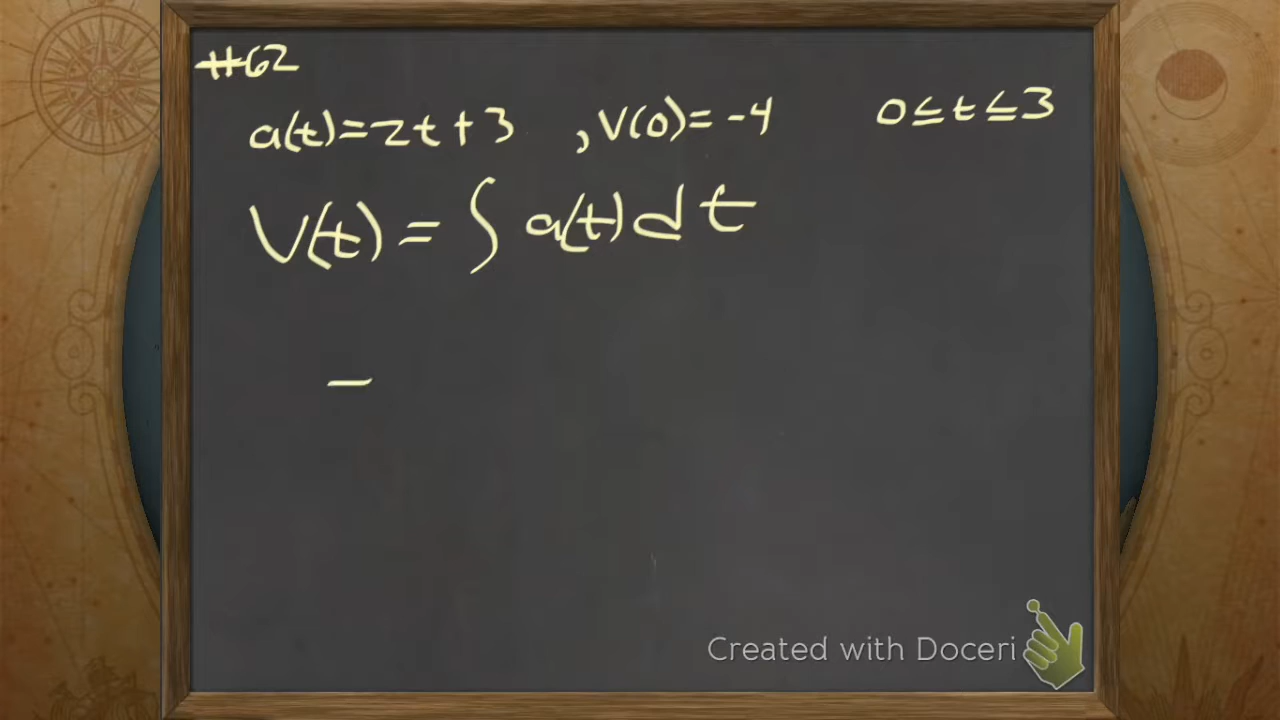 #62
a(t)=2t+3 ,V(0)=-4 0≤t≤3
V(t)=∫a(t)dt
-
Created with Doceri